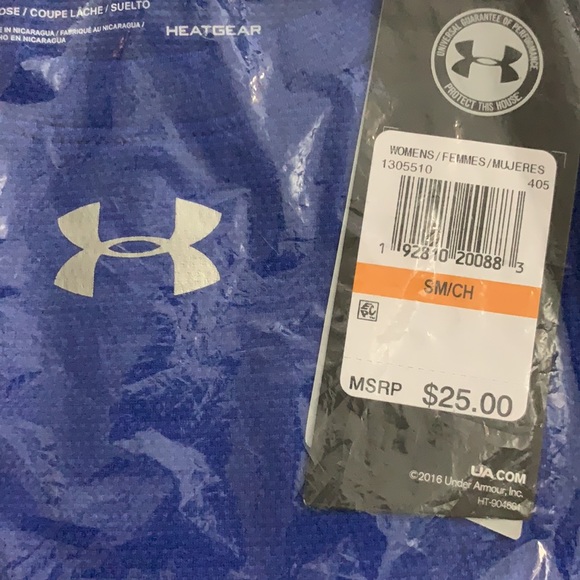 COUPE LÂCHE / SUELTO
IN NICARAGUA / FABRIQUÉ AU NICARAGUA /
EN NICARAGUA
HEATGEAR
UNIVERSAL GUARANTEE OF PERFORMANCE
PROTECT THIS HOUSE
WOMENS/FEMMES/MUJERES
1305510
405
1 92810 20088 3
SM/CH
MSRP $25.00
UA.COM
©2016 Under Armour, Inc.